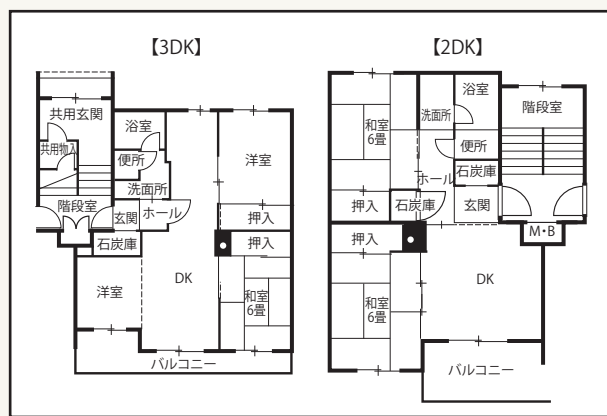 【3DK】
共用玄関
共用物入
階段室
浴室
便所
洗面所
玄関
ホール
石炭庫
洋室
押入
押入
洋室
DK
和室
6畳
バルコニー
【2DK】
浴室
洗面所
階段室
和室
6畳
便所
ホール
石炭庫
押入
石炭庫
玄関
M・B
押入
DK
和室
6畳
バルコニー